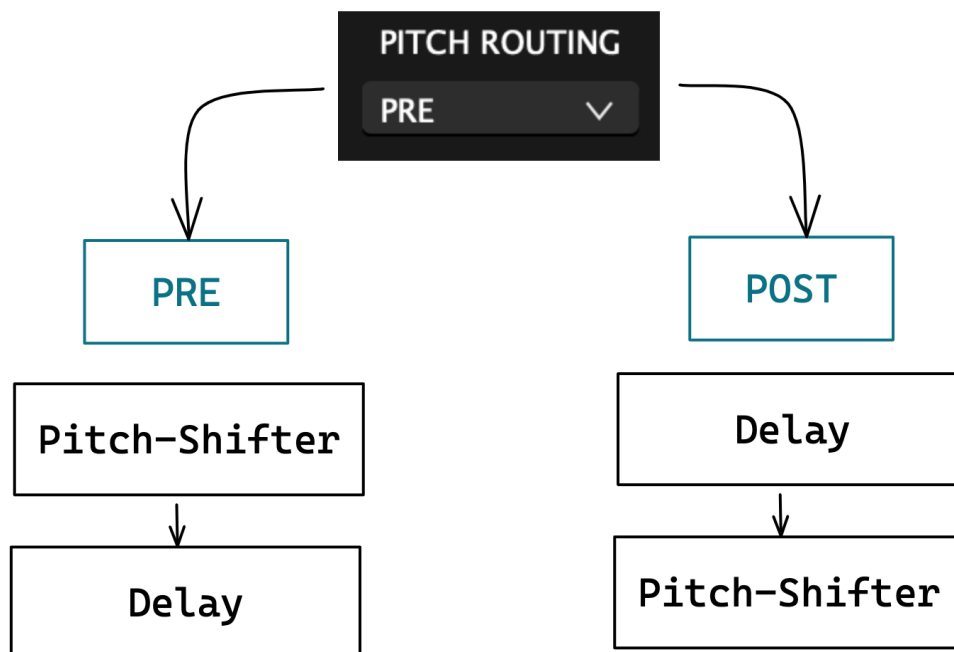 PITCH ROUTING
PRE
PRE
POST
Pitch-Shifter
Delay
Delay
Pitch-Shifter